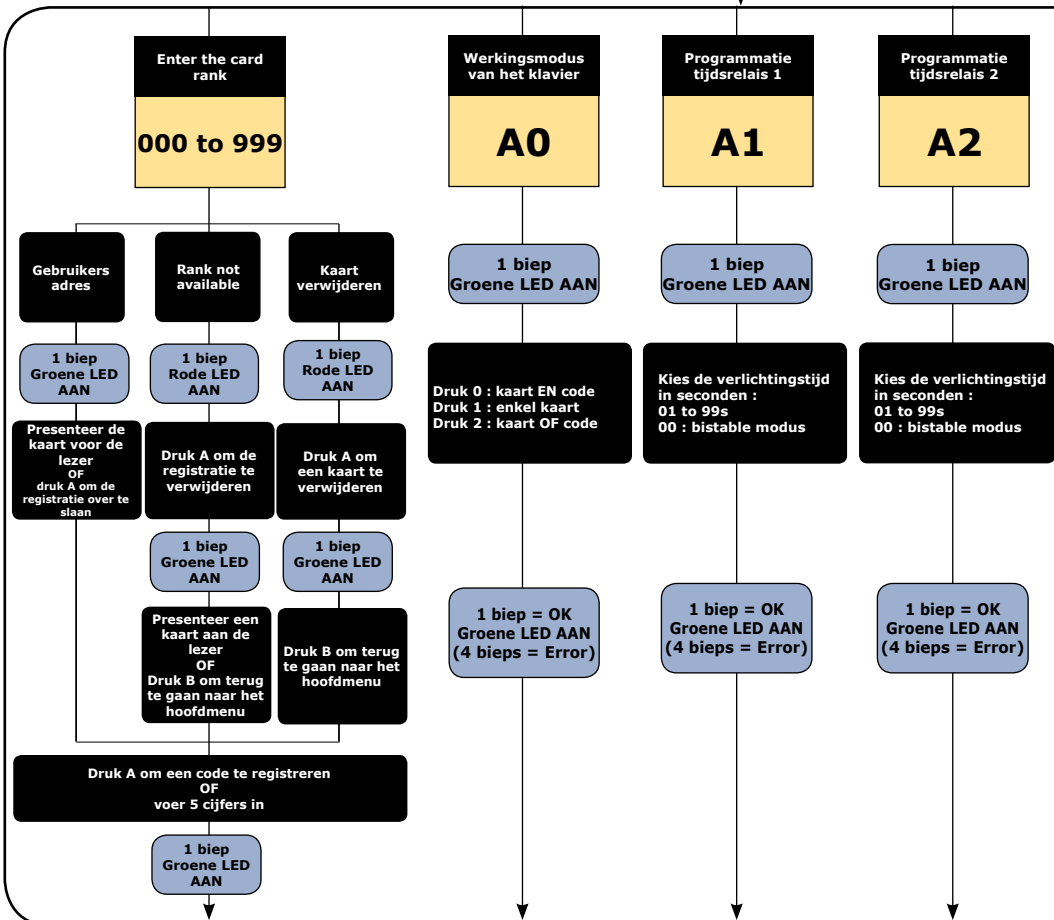 Enter the card
rank
000 to 999
Gebruikers
adres
1 biep
Groene LED
AAN
Presenteer de
kaart voor de
lezer
OF
druk A om de
registratie over te
slaan
Rank not
available
1 biep
Rode LED
AAN
Druk A om de
registratie te
verwijderen
1 biep
Groene LED
AAN
Presenteer een
kaart aan de
lezer
OF
Druk B om terug
te gaan naar het
hoofdmenu
Kaart
verwijderen
1 biep
Rode LED
AAN
Druk A om
een kaart te
verwijderen
1 biep
Groene LED
AAN
Druk B om terug
te gaan naar het
hoofdmenu
Druk A om een code te registreren
OF
voer 5 cijfers in
1 biep
Groene LED
AAN
Werkingsmodus
van het klavier
A0
1 biep
Groene LED AAN
Druk 0 : kaart EN code
Druk 1 : enkel kaart
Druk 2 : kaart OF code
1 biep = OK
Groene LED AAN
(4 bieps = Error)
Programmatie
tijdsrelais 1
A1
1 biep
Groene LED AAN
Kies de verlichtingstijd
in seconden :
01 to 99s
00 : bistable modus
1 biep = OK
Groene LED AAN
(4 bieps = Error)
Programmatie
tijdsrelais 2
A2
1 biep
Groene LED AAN
Kies de verlichtingstijd
in seconden :
01 to 99s
00 : bistable modus
1 biep = OK
Groene LED AAN
(4 bieps = Error)